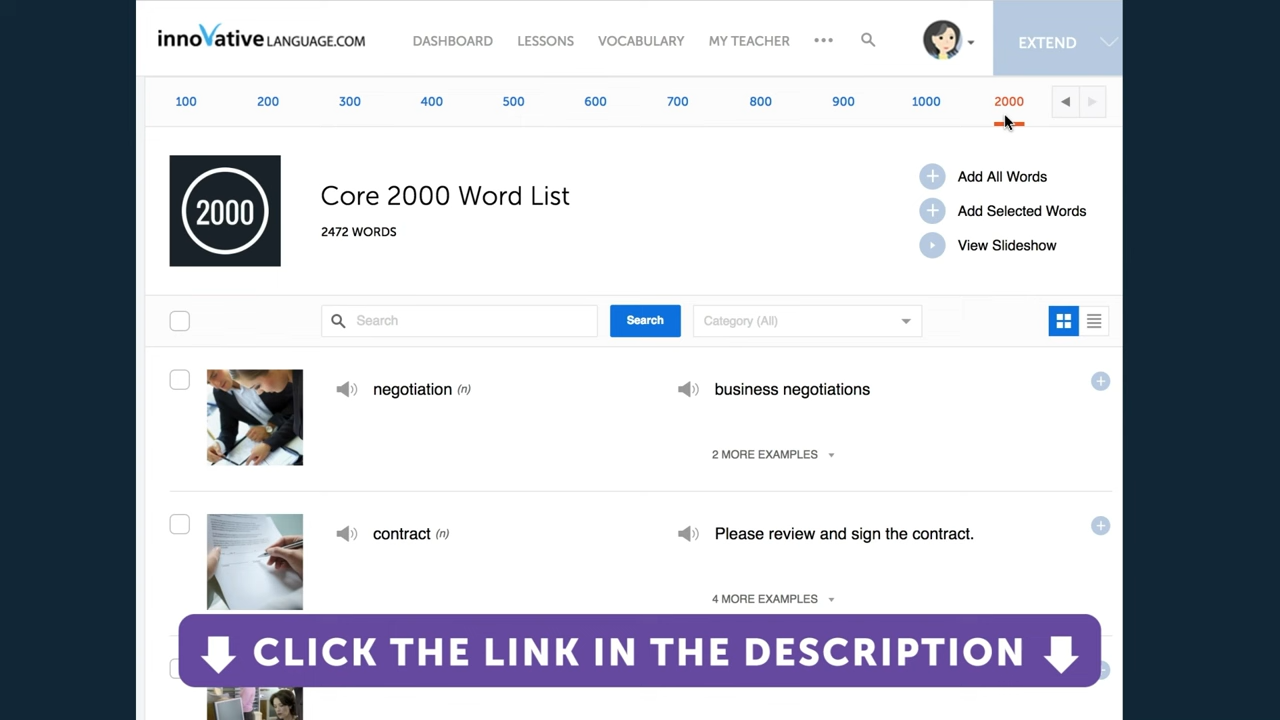 innoVative LANGUAGE.COM DASHBOARD LESSONS VOCABULARY MY TEACHER ••• EXTEND
100 200 300 400 500 600 700 800 900 1000 2000
2000
Core 2000 Word List
2472 WORDS
Add All Words
Add Selected Words
View Slideshow
Search Search Category (All)
negotiation (n) business negotiations
2 MORE EXAMPLES
contract (n) Please review and sign the contract.
4 MORE EXAMPLES
CLICK THE LINK IN THE DESCRIPTION